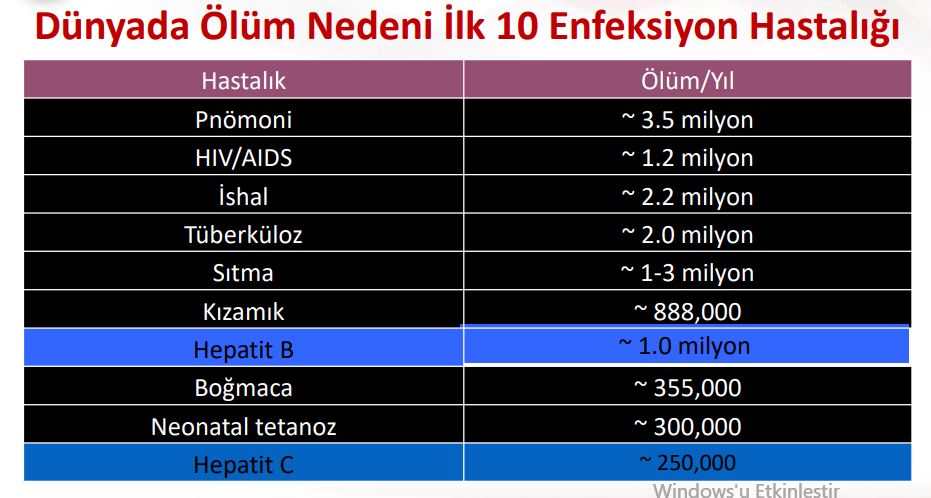 Dünyada Ölüm Nedeni İlk 10 Enfeksiyon Hastalığı
Hastalık Ölüm/Yıl
Pnömoni ~ 3.5 milyon
HIV/AIDS ~ 1.2 milyon
İshal ~ 2.2 milyon
Tüberküloz ~ 2.0 milyon
Sıtma ~ 1-3 milyon
Kızamık ~ 888,000
Hepatit B ~ 1.0 milyon
Boğmaca ~ 355,000
Neonatal tetanoz ~ 300,000
Hepatit C ~ 250,000
Windows'u Etkinleştir